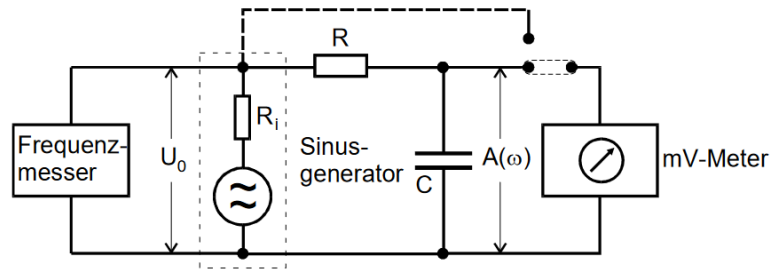 R
Frequenz-
messer
U0
Ri
Sinus-
generator
C
A(ω)
mV-Meter